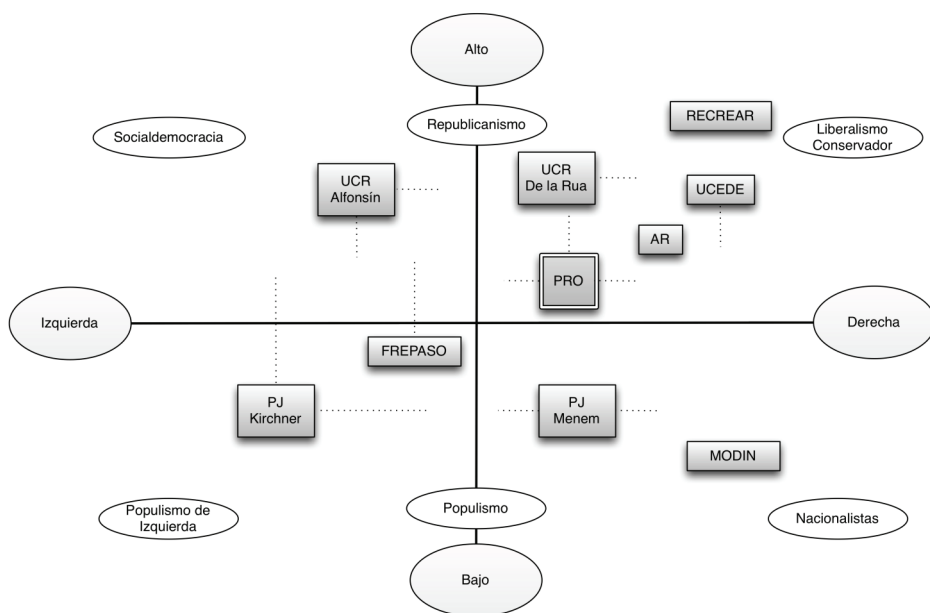 Alto
Republicanismo
RECREAR
Socialdemocracia
Liberalismo
Conservador
UCR
Alfonsín
UCR
De la Rua
UCEDE
AR
PRO
Izquierda
Derecha
FREPASO
PJ
Kirchner
PJ
Menem
MODIN
Populismo
Populismo de
Izquierda
Nacionalistas
Bajo